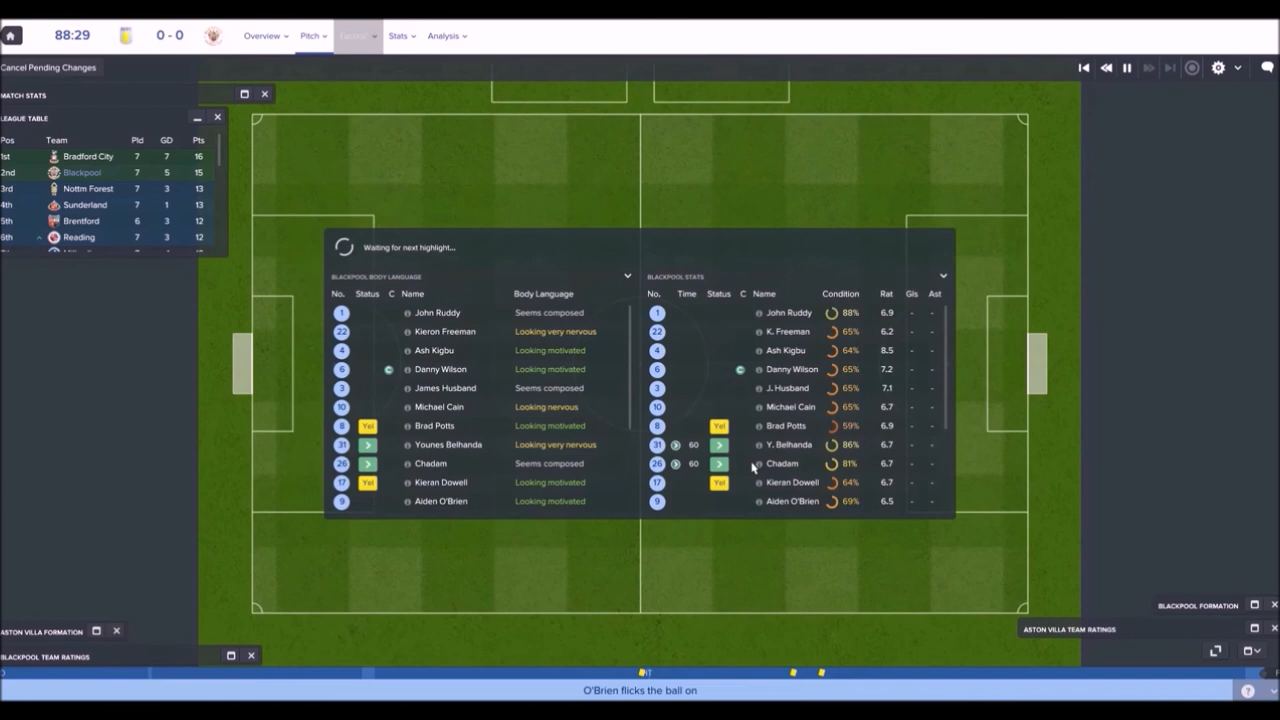 88:29 0 - 0 Overview Pitch Stats Analysis
Cancel Pending Changes
MATCH STATS
LEAGUE TABLE
Pos Team Pld GD Pts
1st Bradford City 7 7 16
2nd Blackpool 7 5 15
3rd Nottm Forest 7 3 13
4th Sunderland 7 1 13
5th Brentford 6 3 12
6th Reading 7 3 12
Waiting for next highlight...
BLACKPOOL BODY LANGUAGE
No. Status C Name Body Language
1 John Ruddy Seems composed
22 Kieron Freeman Looking very nervous
4 Ash Kigbu Looking motivated
6 C Danny Wilson Looking motivated
3 James Husband Seems composed
10 Michael Cain Looking nervous
8 Yel Brad Potts Looking motivated
31 Younes Belhanda Looking very nervous
26 Chadam Seems composed
17 Yel Kieran Dowell Looking motivated
9 Aiden O'Brien Looking motivated
BLACKPOOL STATS
No. Time Status C Name Condition Rat Gls Ast
1 John Ruddy 88% 6.9 - -
22 K. Freeman 65% 6.2 - -
4 Ash Kigbu 64% 8.5 - -
6 C Danny Wilson 65% 7.2 - -
3 J. Husband 65% 7.1 - -
10 Michael Cain 65% 6.7 - -
8 Yel Brad Potts 59% 6.9 - -
31 60 Y. Belhanda 86% 6.7 - -
26 60 Chadam 81% 6.7 - -
17 Yel Kieran Dowell 64% 6.7 - -
9 Aiden O'Brien 69% 6.5 - -
BLACKPOOL FORMATION
ASTON VILLA FORMATION
ASTON VILLA TEAM RATINGS
BLACKPOOL TEAM RATINGS
O'Brien flicks the ball on